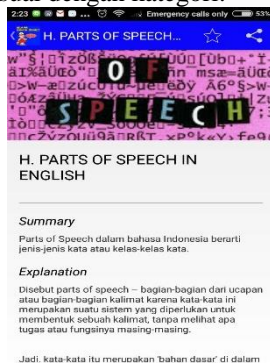 2:23
Emergency calls only
53%
H. PARTS OF SPEECH...
O F
S P E E C H
H. PARTS OF SPEECH IN
ENGLISH
Summary
Parts of Speech dalam bahasa Indonesia berarti
jenis-jenis kata atau kelas-kelas kata.
Explanation
Disebut parts of speech – bagian-bagian dari ucapan
atau bagian-bagian kalimat karena kata-kata ini
merupakan suatu sistem yang diperlukan untuk
membentuk sebuah kalimat, tanpa melihat apa
tugas atau fungsinya masing-masing.
Jadi, kata-kata itu merupakan 'bahan dasar' di dalam